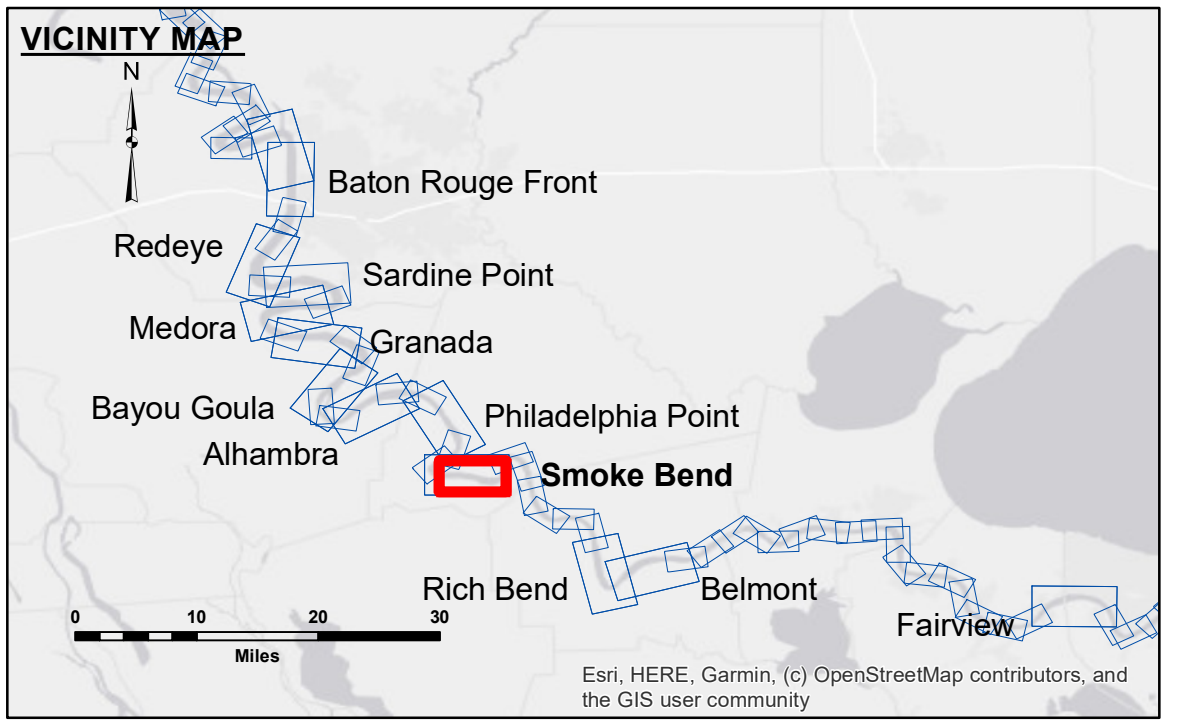 VICINITY MAP
N
Baton Rouge Front
Redeye
Sardine Point
Medora
Granada
Bayou Goula
Philadelphia Point
Alhambra
Smoke Bend
Rich Bend
Belmont
Fairview
0 10 20 30
Miles
Esri, HERE, Garmin, (c) OpenStreetMap contributors, and
the GIS user community